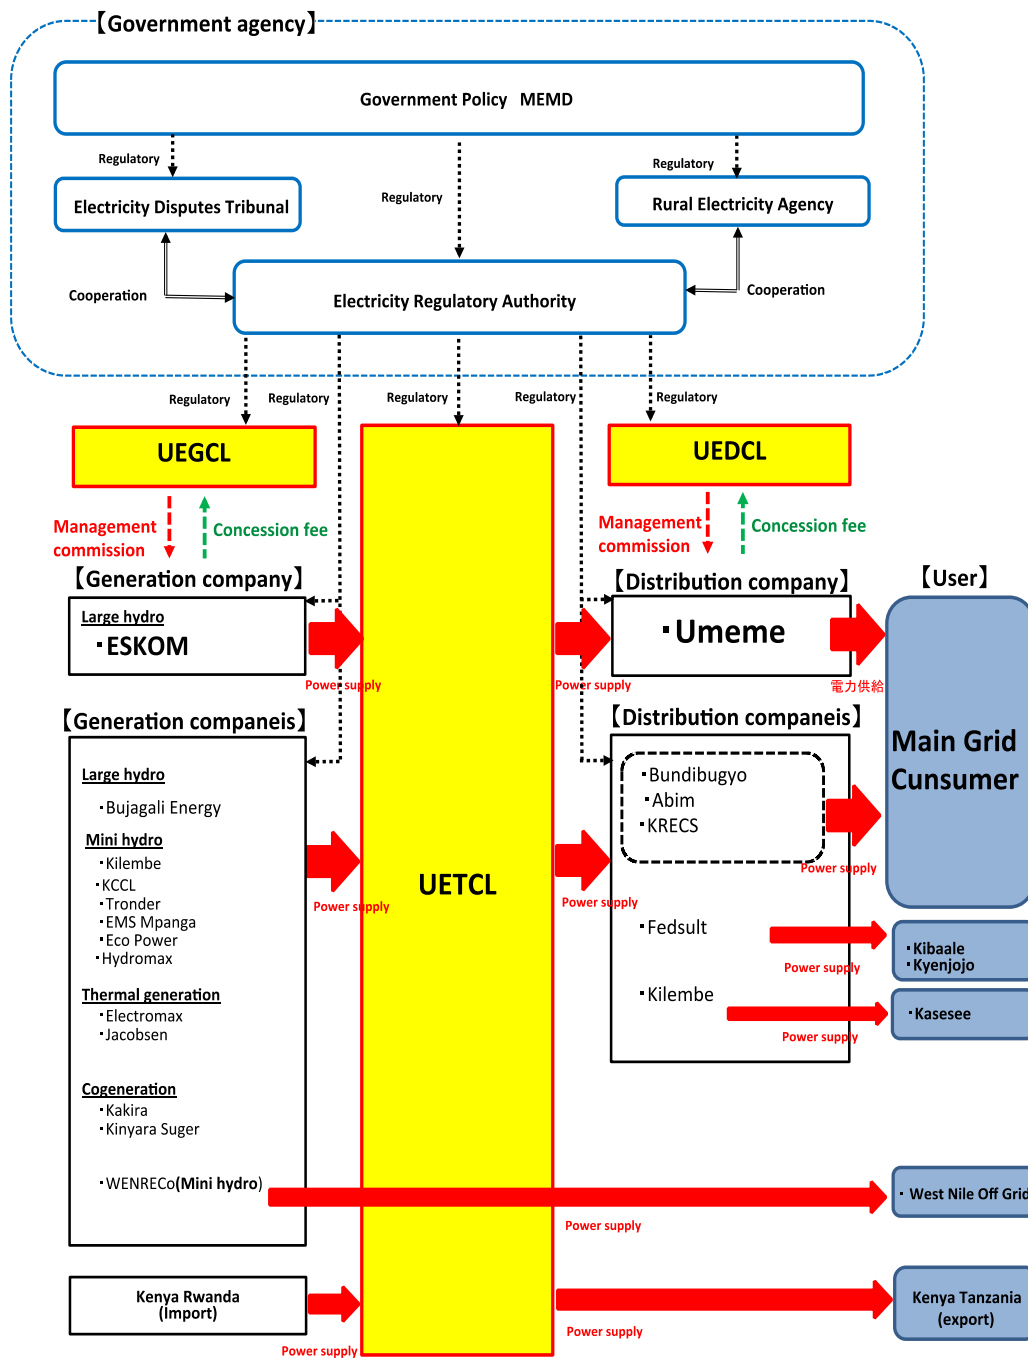 【Government agency】
Government Policy MEMD
Regulatory
Regulatory
Regulatory
Electricity Disputes Tribunal
Rural Electricity Agency
Cooperation
Electricity Regulatory Authority
Cooperation
Regulatory
Regulatory
Regulatory
Regulatory
Regulatory
UEGCL
UEDCL
Management
commission
Concession fee
Management
commission
Concession fee
【Generation company】
【Distribution company】
【User】
Large hydro
・ESKOM
・Umeme
Power supply
Power supply
電力供給
【Generation companeis】
【Distribution companeis】
Main Grid
Cunsumer
Large hydro
・Bujagali Energy
Mini hydro
・Kilembe
・KCCL
・Tronder
・EMS Mpanga
・Eco Power
・Hydromax
Thermal generation
・Electromax
・Jacobsen
Cogeneration
・Kakira
・Kinyara Suger
・WENRECo(Mini hydro)
Power supply
UETCL
Power supply
・Bundibugyo
・Abim
・KRECS
Power supply
・Fedsult
Power supply
・Kibaale
・Kyenjojo
・Kilembe
Power supply
・Kasesee
Power supply
・West Nile Off Grid
Kenya Rwanda
(Import)
Power supply
Power supply
Kenya Tanzania
(export)